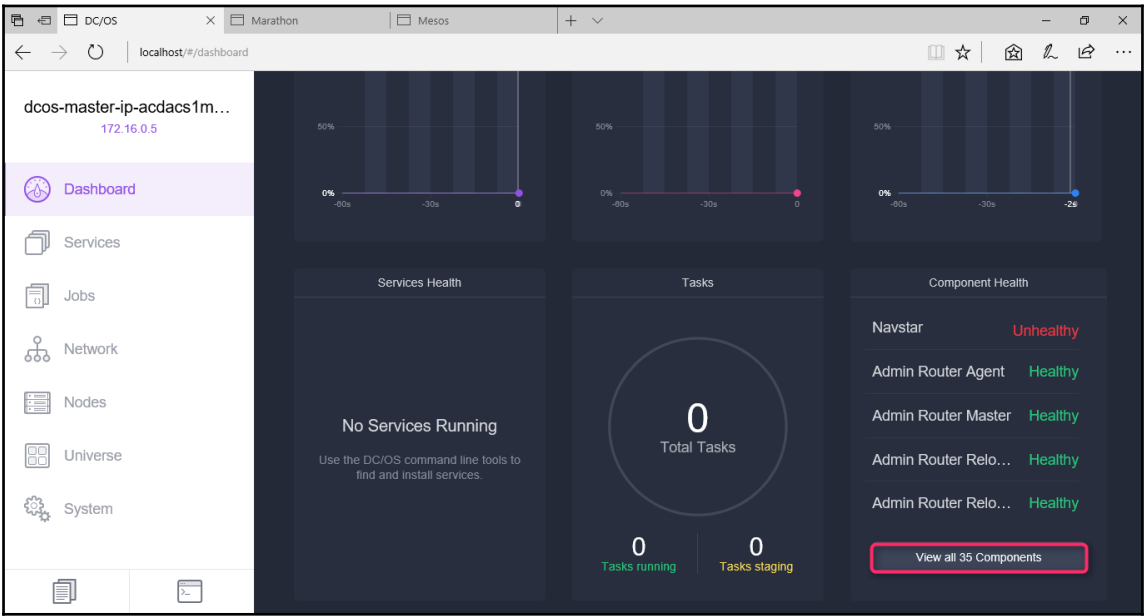 DC/OS
Marathon
Mesos
localhost/#/dashboard
dcos-master-ip-acdacs1m...
172.16.0.5
Dashboard
Services
Jobs
Network
Nodes
Universe
System
50%
0%
-60s
-30s
0
50%
0%
-60s
-30s
0
50%
0%
-60s
-30s
Services Health
No Services Running
Use the DC/OS command line tools to
find and install services.
Tasks
0
Total Tasks
0
Tasks running
0
Tasks staging
Component Health
Navstar Unhealthy
Admin Router Agent Healthy
Admin Router Master Healthy
Admin Router Relo... Healthy
Admin Router Relo... Healthy
View all 35 Components